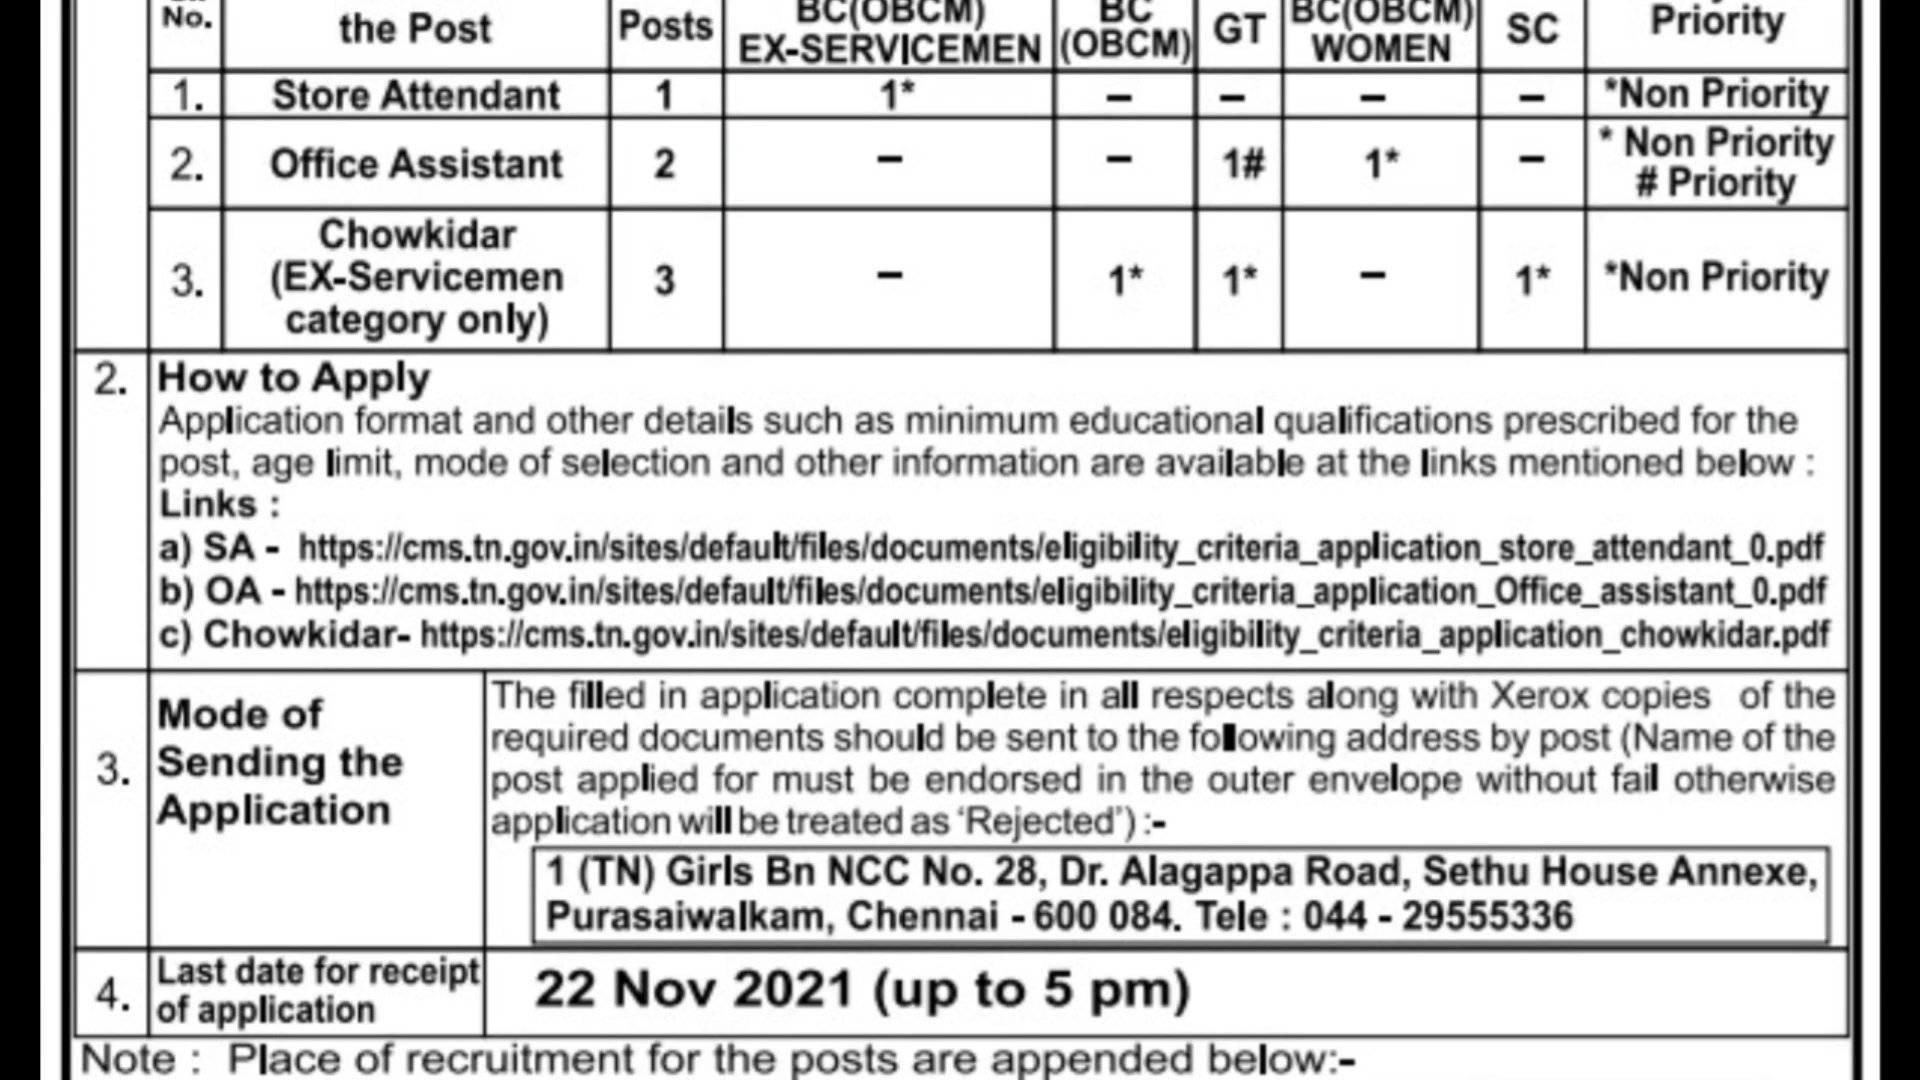 No.
the Post
Posts
BC(OBCM)
EX-SERVICEMEN
BC
(OBCM)
GT
BC(OBCM)
WOMEN
SC
Priority
1. Store Attendant 1 1* – – – – *Non Priority
2. Office Assistant 2 – – 1# 1* – * Non Priority
# Priority
Chowkidar
3. (EX-Servicemen 3 – 1* 1* – 1* *Non Priority
category only)
2. How to Apply
Application format and other details such as minimum educational qualifications prescribed for the
post, age limit, mode of selection and other information are available at the links mentioned below :
Links :
a) SA - https://cms.tn.gov.in/sites/default/files/documents/eligibility_criteria_application_store_attendant_0.pdf
b) OA - https://cms.tn.gov.in/sites/default/files/documents/eligibility_criteria_application_Office_assistant_0.pdf
c) Chowkidar- https://cms.tn.gov.in/sites/default/files/documents/eligibility_criteria_application_chowkidar.pdf
3. Mode of
Sending the
Application
The filled in application complete in all respects along with Xerox copies of the
required documents should be sent to the following address by post (Name of the
post applied for must be endorsed in the outer envelope without fail otherwise
application will be treated as ‘Rejected’) :-
1 (TN) Girls Bn NCC No. 28, Dr. Alagappa Road, Sethu House Annexe,
Purasaiwalkam, Chennai - 600 084. Tele : 044 - 29555336
4. Last date for receipt
of application
22 Nov 2021 (up to 5 pm)
Note : Place of recruitment for the posts are appended below:-